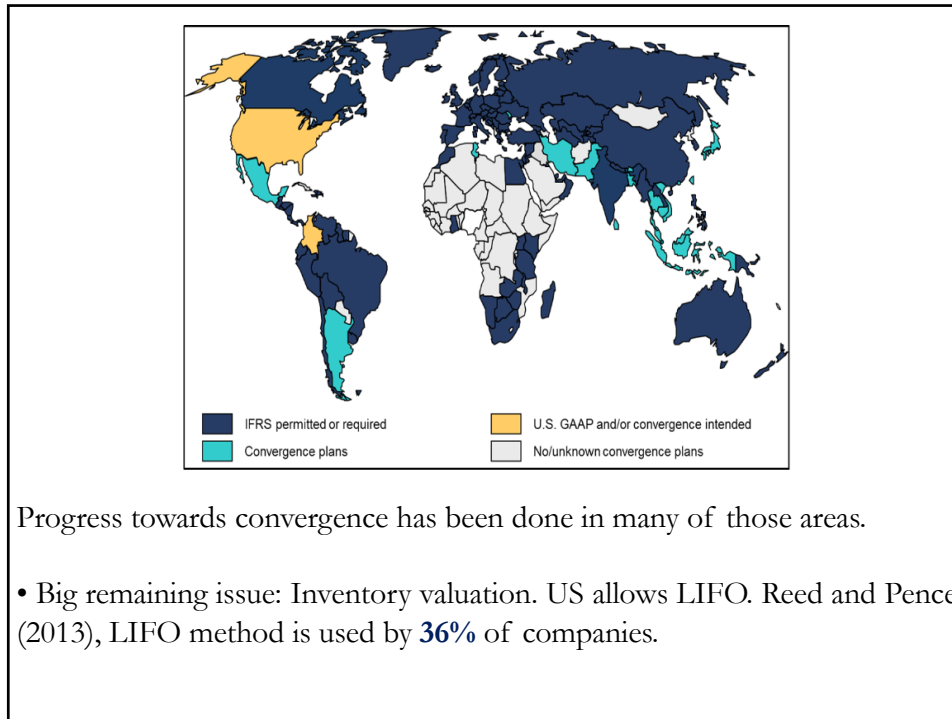 IFRS permitted or required
U.S. GAAP and/or convergence intended
Convergence plans
No/unknown convergence plans
Progress towards convergence has been done in many of those areas.
• Big remaining issue: Inventory valuation. US allows LIFO. Reed and Pence
(2013), LIFO method is used by 36% of companies.